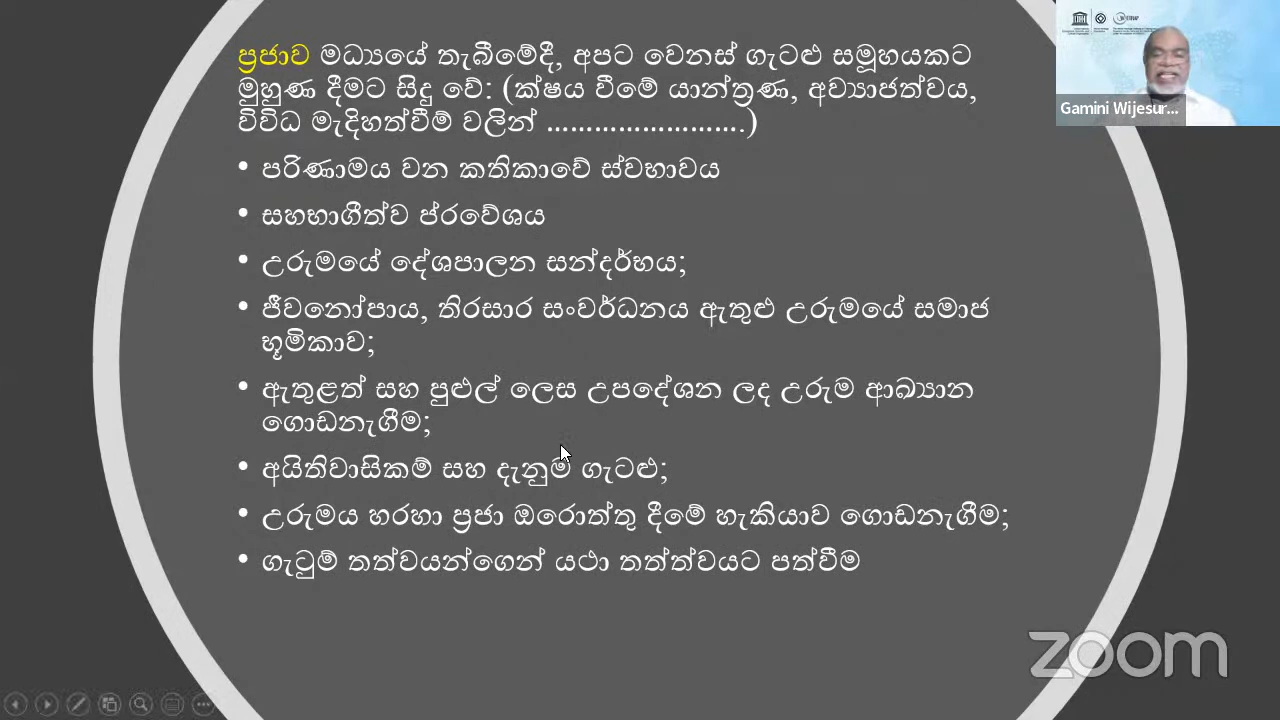 ප්‍රජාව මධ්‍යයේ තැබීමේදී, අපට වෙනස් ගැටළු සමූහයකට
මුහුණ දීමට සිදු වේ: (ක්ෂය වීමේ යාන්ත්‍රණ, අව්‍යාජත්වය,
විවිධ මැදිහත්වීම් වලින් ……………………..)
• පරිණාමය වන කතිකාවේ ස්වභාවය
• සහභාගීත්ව ප්රවේශය
• උරුමයේ දේශපාලන සන්දර්භය;
• ජීවනෝපාය, තිරසාර සංවර්ධනය ඇතුළු උරුමයේ සමාජ
භූමිකාව;
• ඇතුළත් සහ පුළුල් ලෙස උපදේශන ලද උරුම ආඛ්‍යාන
ගොඩනැගීම;
• අයිතිවාසිකම් සහ දැනුම් ගැටළු;
• උරුමය හරහා ප්‍රජා ඔරොත්තු දීමේ හැකියාව ගොඩනැගීම;
• ගැටුම් තත්වයන්ගෙන් යථා තත්ත්වයට පත්වීම
Gamini Wijesur...
zoom